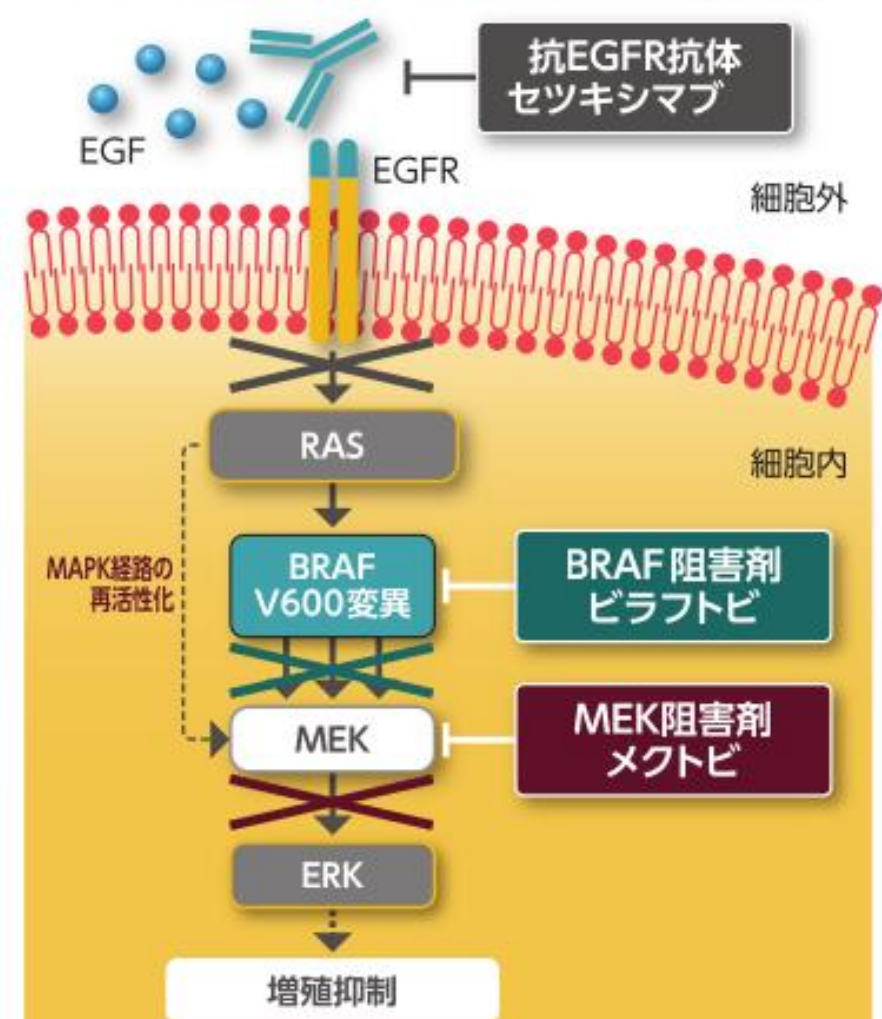 抗EGFR抗体
セツキシマブ
EGF
EGFR
細胞外
RAS
細胞内
MAPK経路の
再活性化
BRAF
V600変異
BRAF阻害剤
ビラフトビ
MEK
MEK阻害剤
メクトビ
ERK
増殖抑制